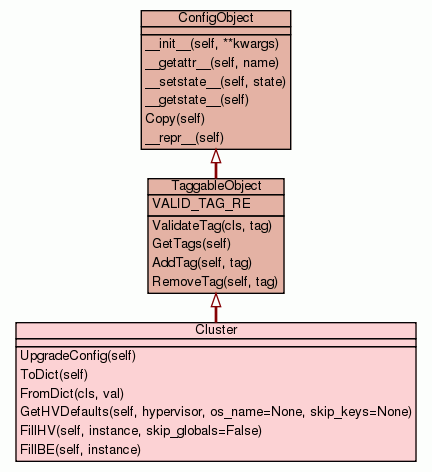 ConfigObject
__init__(self, **kwargs)
__getattr__(self, name)
__setstate__(self, state)
__getstate__(self)
Copy(self)
__repr__(self)
TaggableObject
VALID_TAG_RE
ValidateTag(cls, tag)
GetTags(self)
AddTag(self, tag)
RemoveTag(self, tag)
Cluster
UpgradeConfig(self)
ToDict(self)
FromDict(cls, val)
GetHVDefaults(self, hypervisor, os_name=None, skip_keys=None)
FillHV(self, instance, skip_globals=False)
FillBE(self, instance)